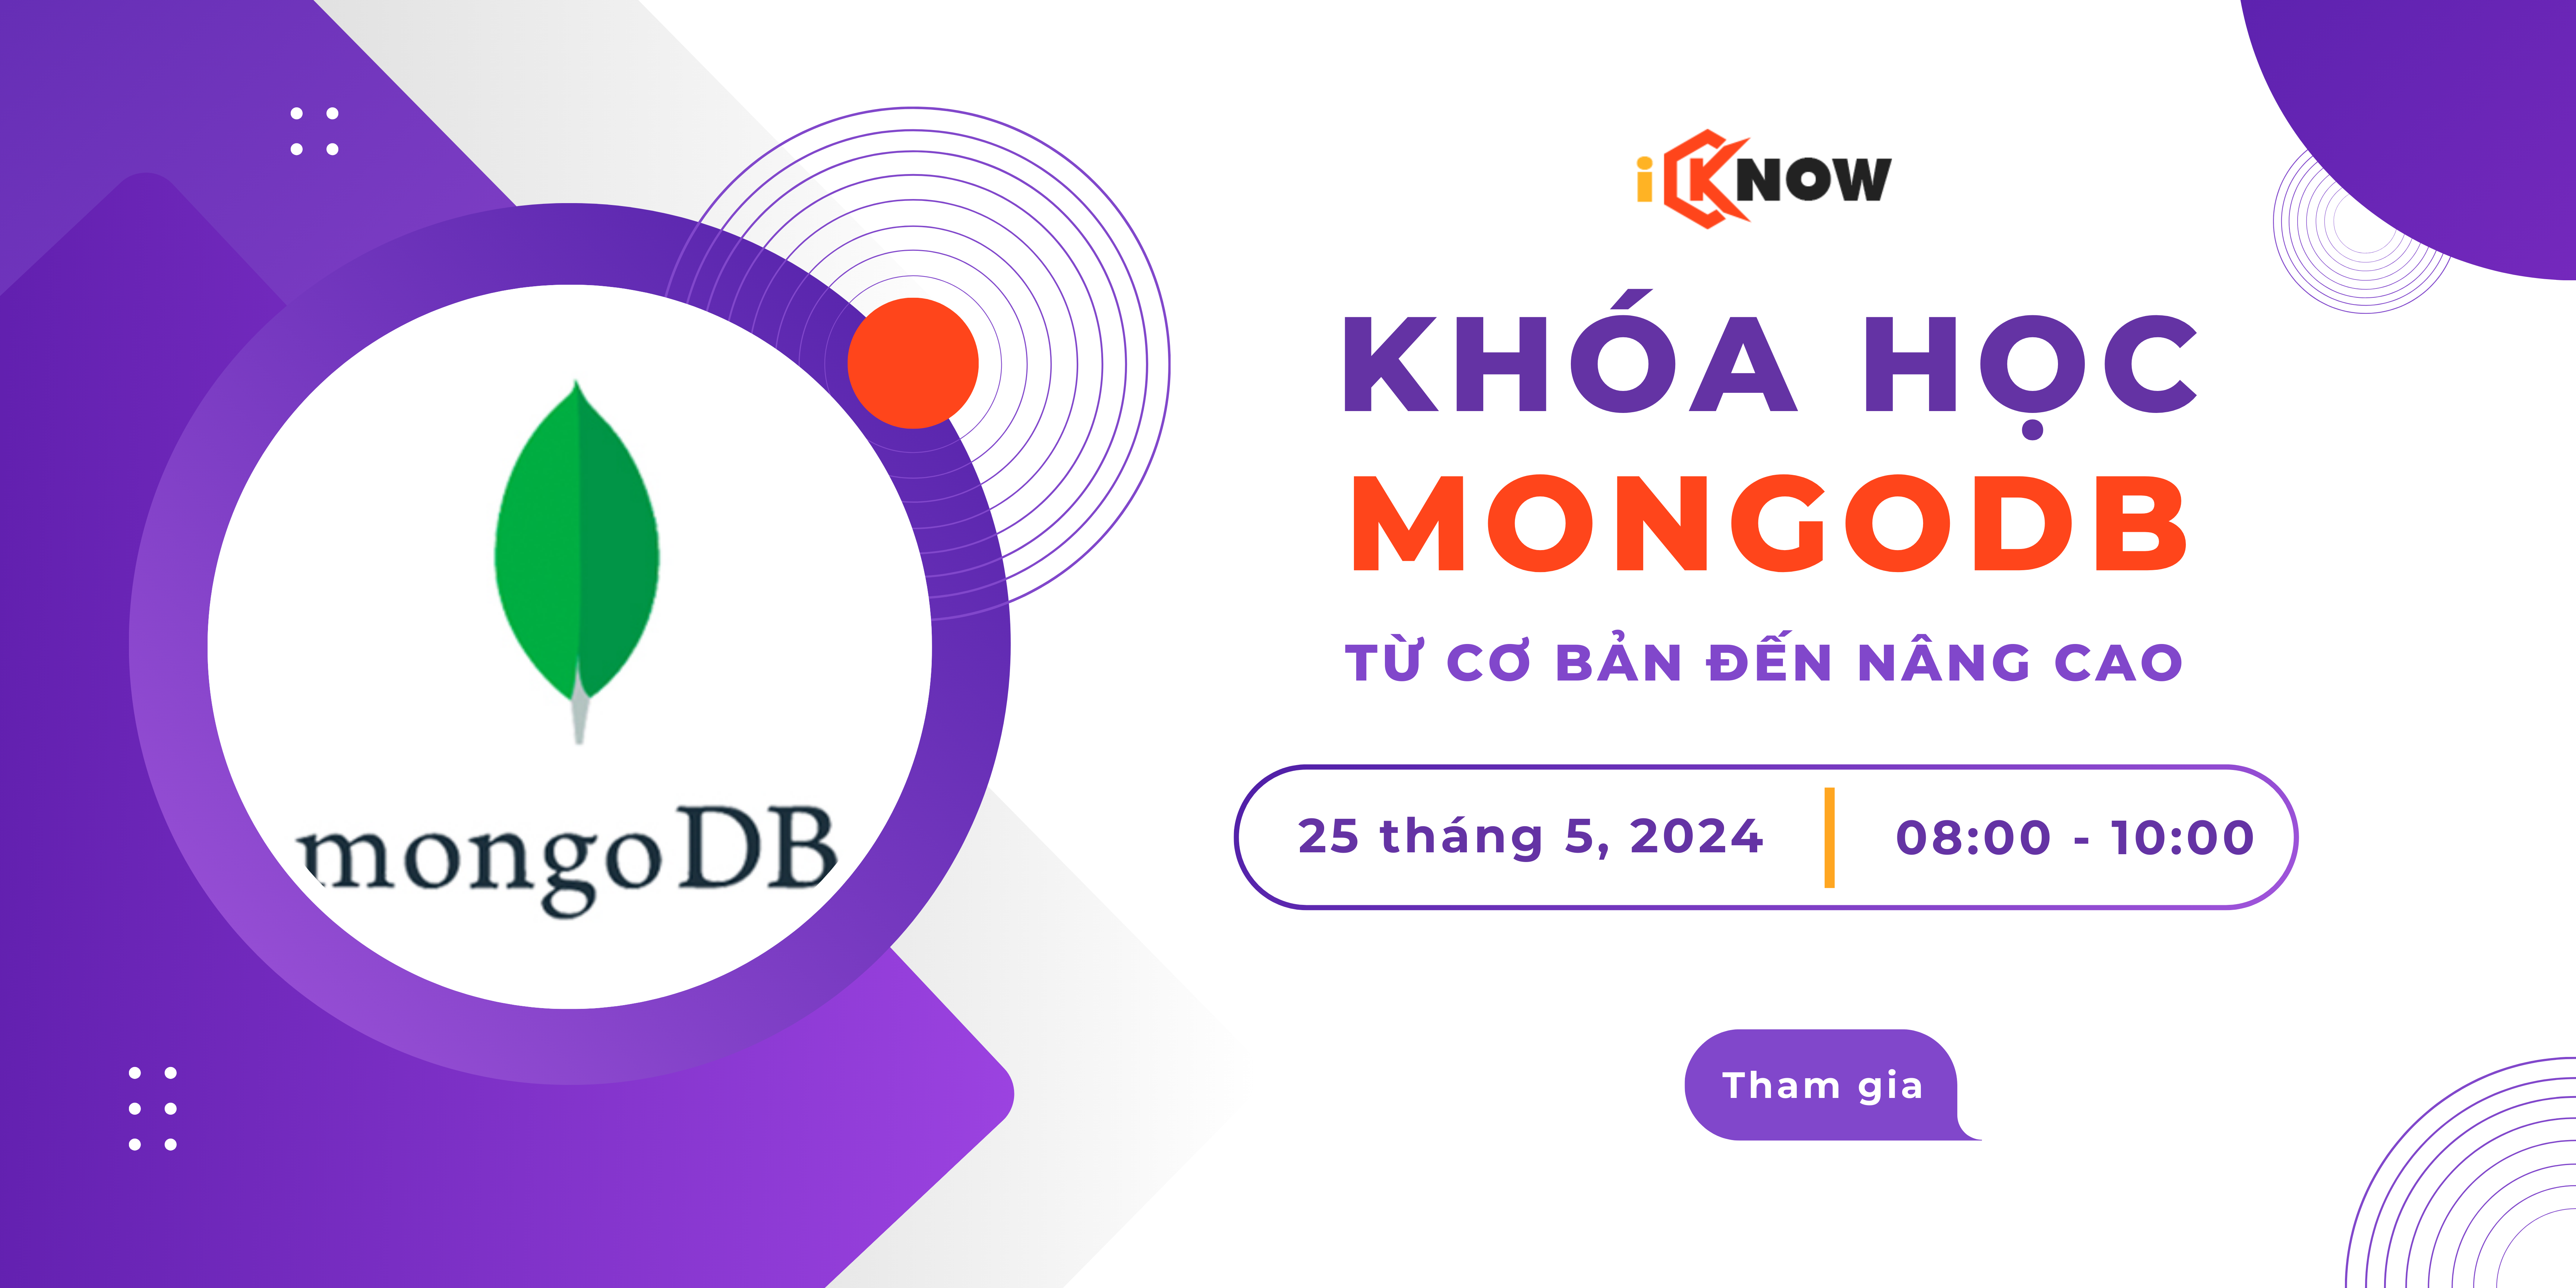 iKNOW
KHÓA HỌC
MONGODB
TỪ CƠ BẢN ĐẾN NÂNG CAO
25 tháng 5, 2024
08:00 - 10:00
Tham gia
mongoDB